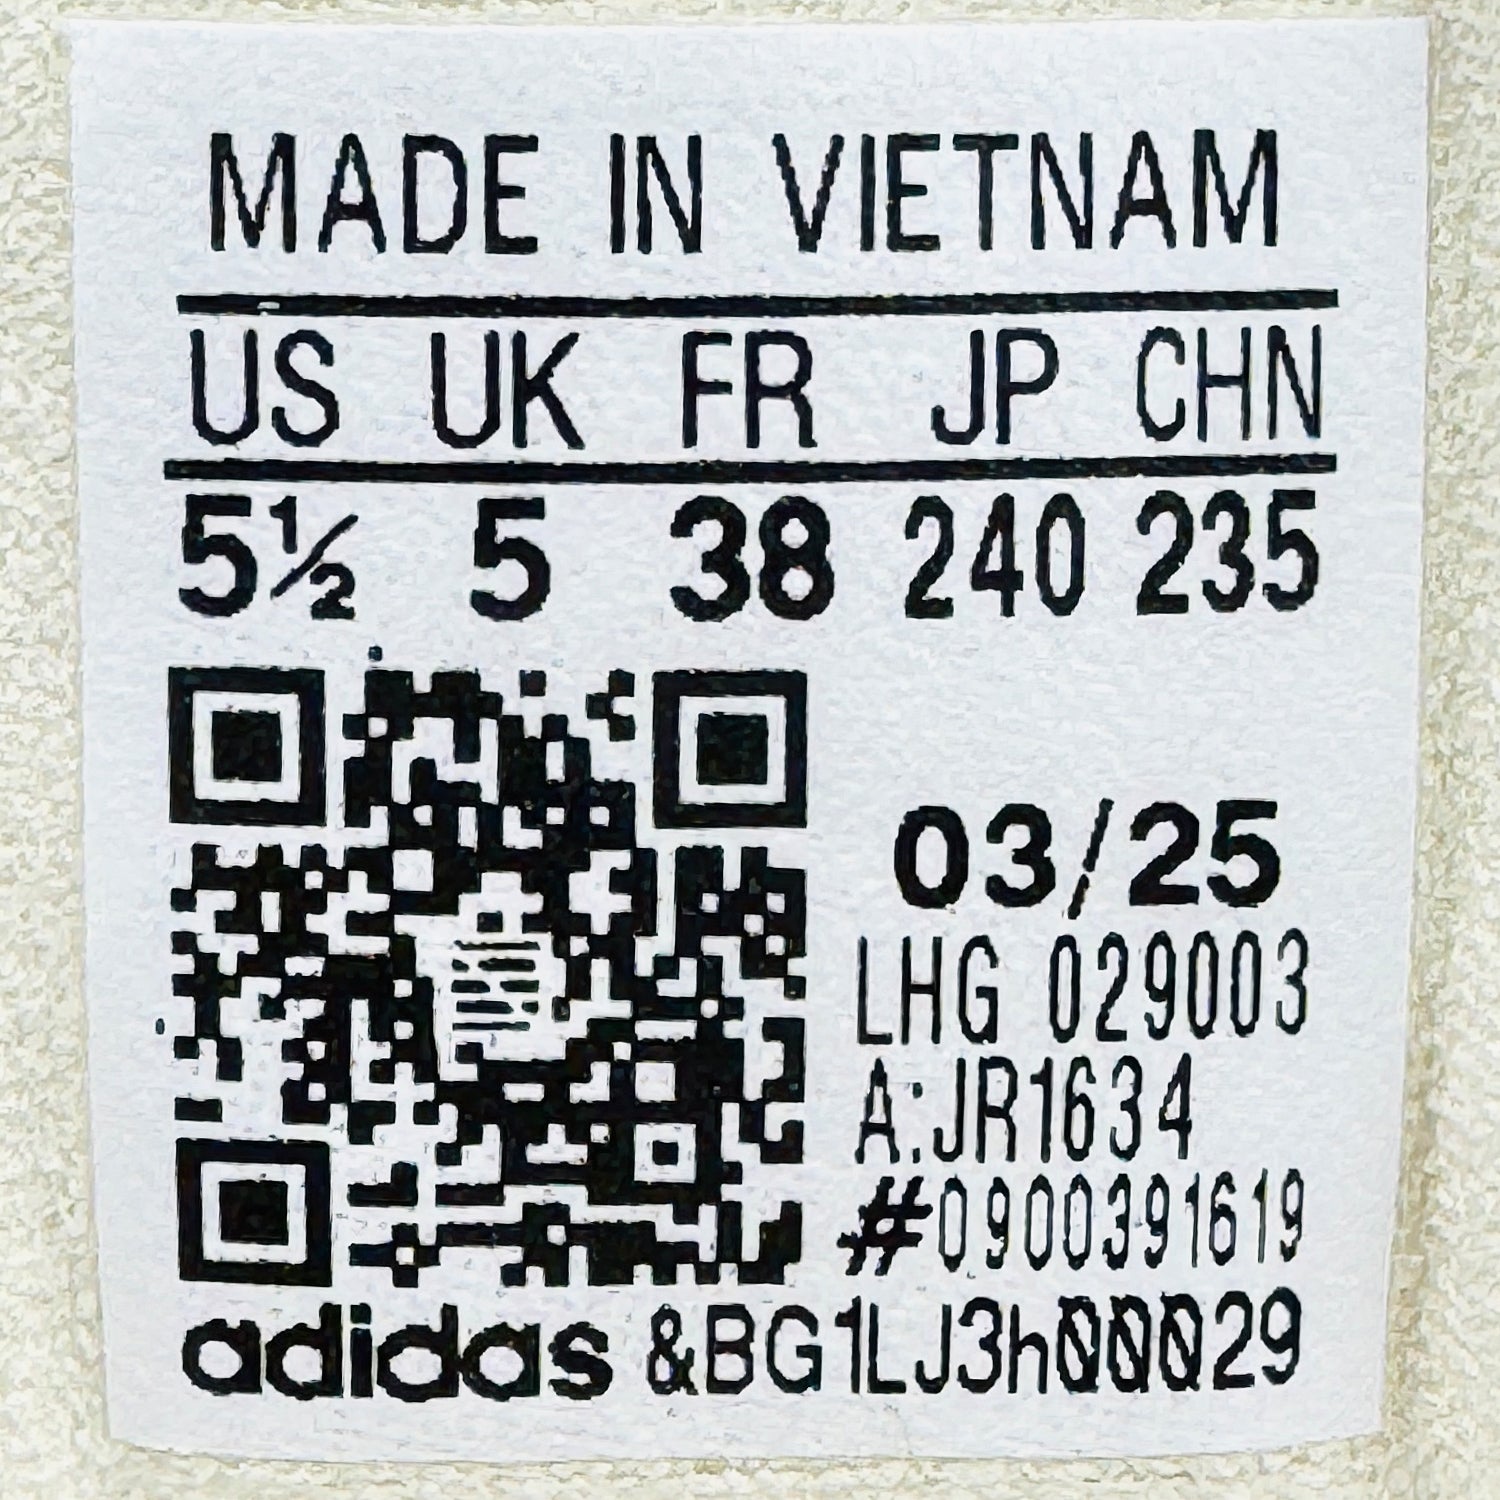 MADE IN VIETNAM
US UK FR JP CHN
5½ 5 38 240 235
03/25
LHG 029003
A:JR1634
#0900391619
adidas &BG1LJ3h00029